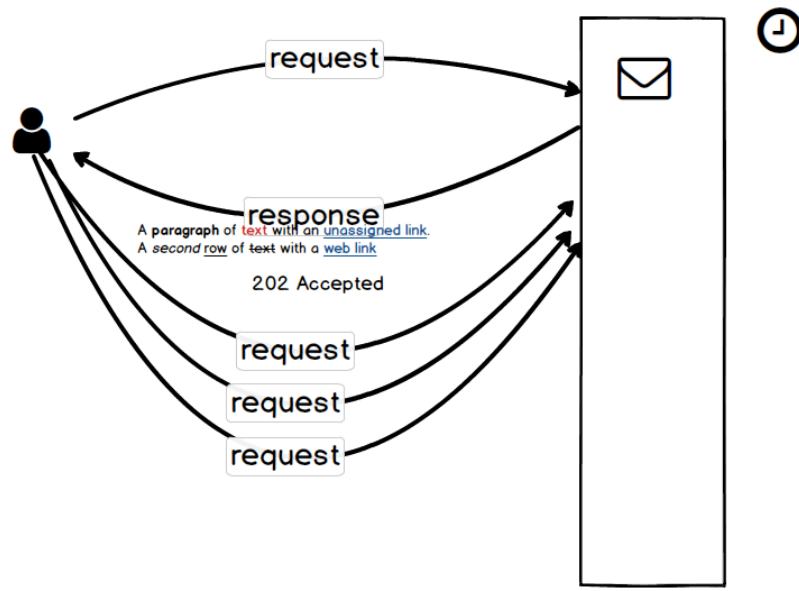 request
response
A paragraph of text with an unassigned link.
A second row of text with a web link
202 Accepted
request
request
request